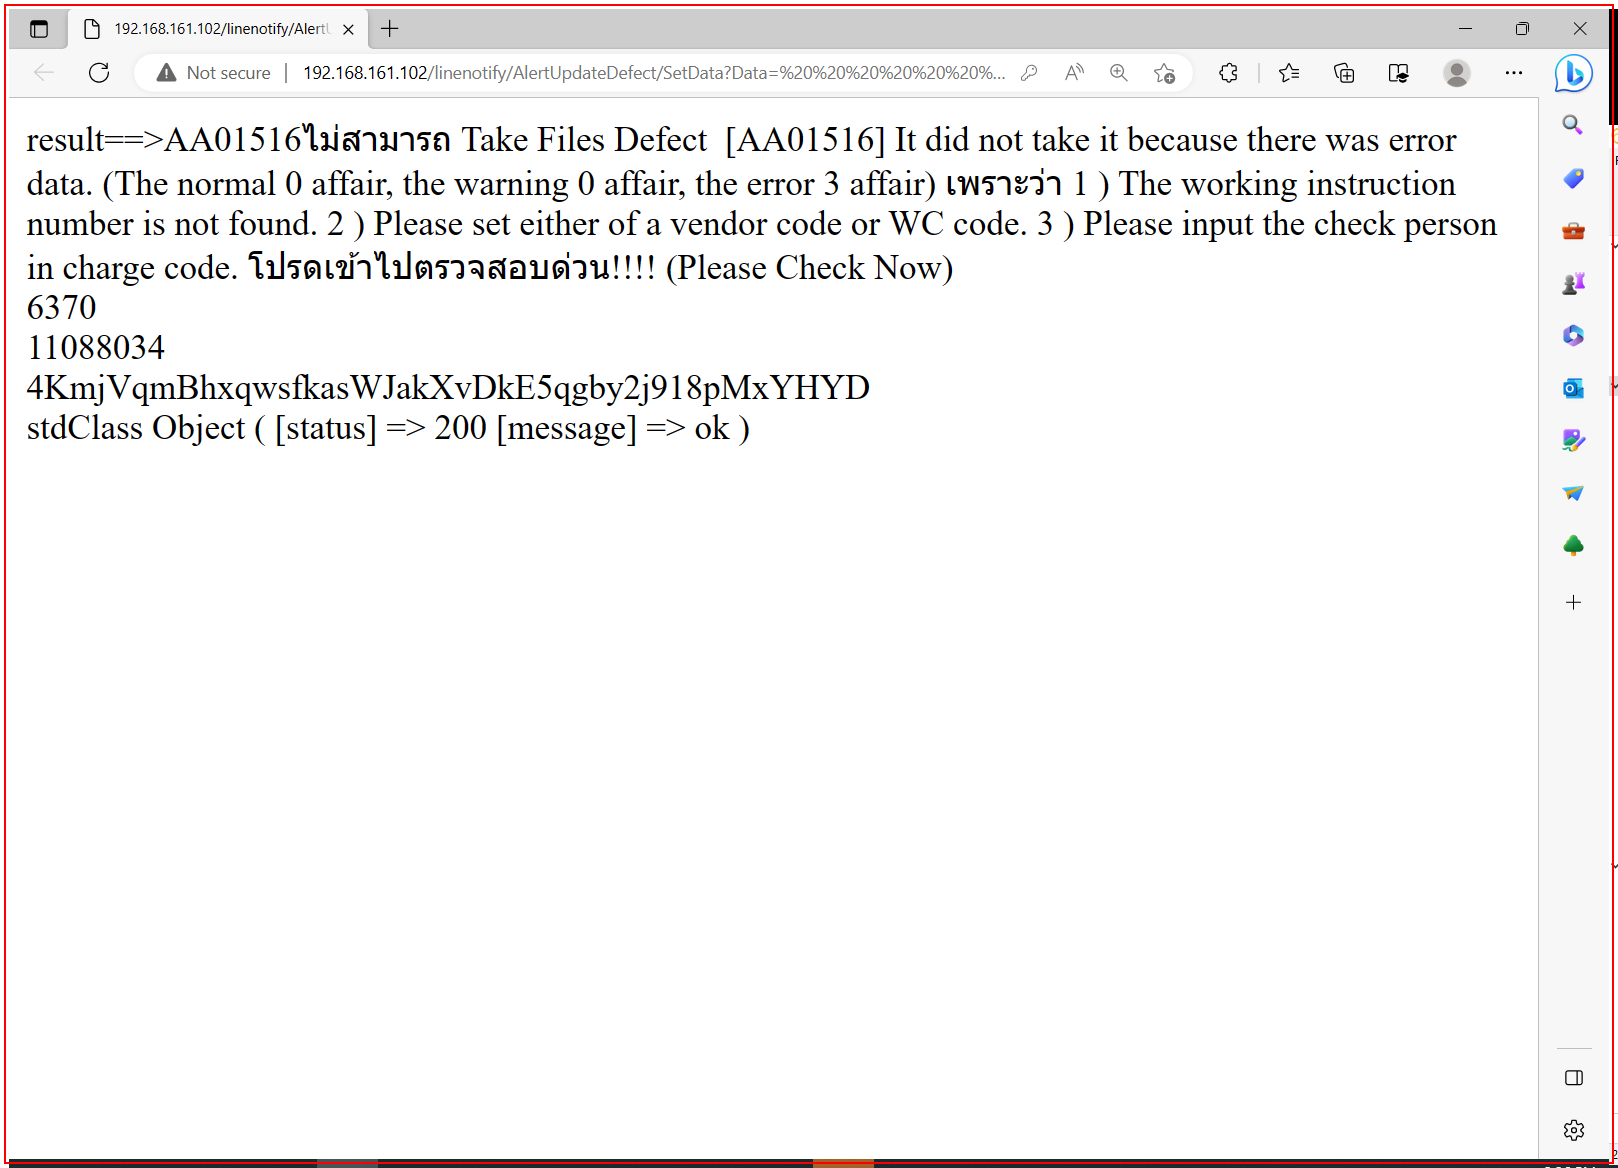 192.168.161.102/linenotify/Alert
Not secure | 192.168.161.102/linenotify/AlertUpdateDefect/SetData?Data=%20%20%20%20%20%20%...
result==>AA01516ไม่สามารถ Take Files Defect [AA01516] It did not take it because there was error
data. (The normal 0 affair, the warning 0 affair, the error 3 affair) เพราะว่า 1 ) The working instruction
number is not found. 2 ) Please set either of a vendor code or WC code. 3 ) Please input the check person
in charge code. โปรดเข้าไปตรวจสอบด่วน!!!! (Please Check Now)
6370
11088034
4KmjVqmBhxqwsfkasWJakXvDkE5qgby2j918pMxYHYD
stdClass Object ( [status] => 200 [message] => ok )